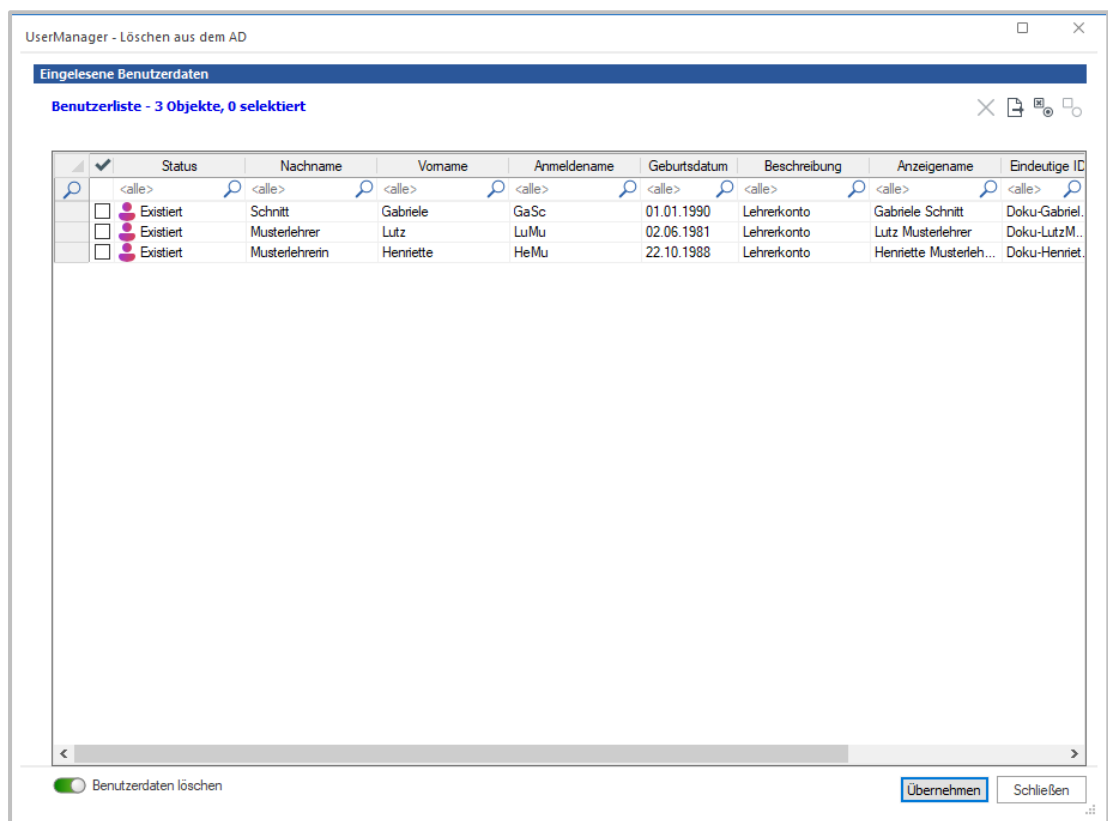 UserManager - Löschen aus dem AD
Eingelesene Benutzerdaten
Benutzerliste - 3 Objekte, 0 selektiert
Status Nachname Vorname Anmeldename Geburtsdatum Beschreibung Anzeigename Eindeutige ID
<alle> <alle> <alle> <alle> <alle> <alle> <alle> <alle>
Existiert Schnitt Gabriele GaSc 01.01.1990 Lehrerkonto Gabriele Schnitt Doku-Gabriel.
Existiert Musterlehrer Lutz LuMu 02.06.1981 Lehrerkonto Lutz Musterlehrer Doku-LutzM...
Existiert Musterlehrerin Henriette HeMu 22.10.1988 Lehrerkonto Henriette Musterleh... Doku-Henriet.
Benutzerdaten löschen
Übernehmen Schließen